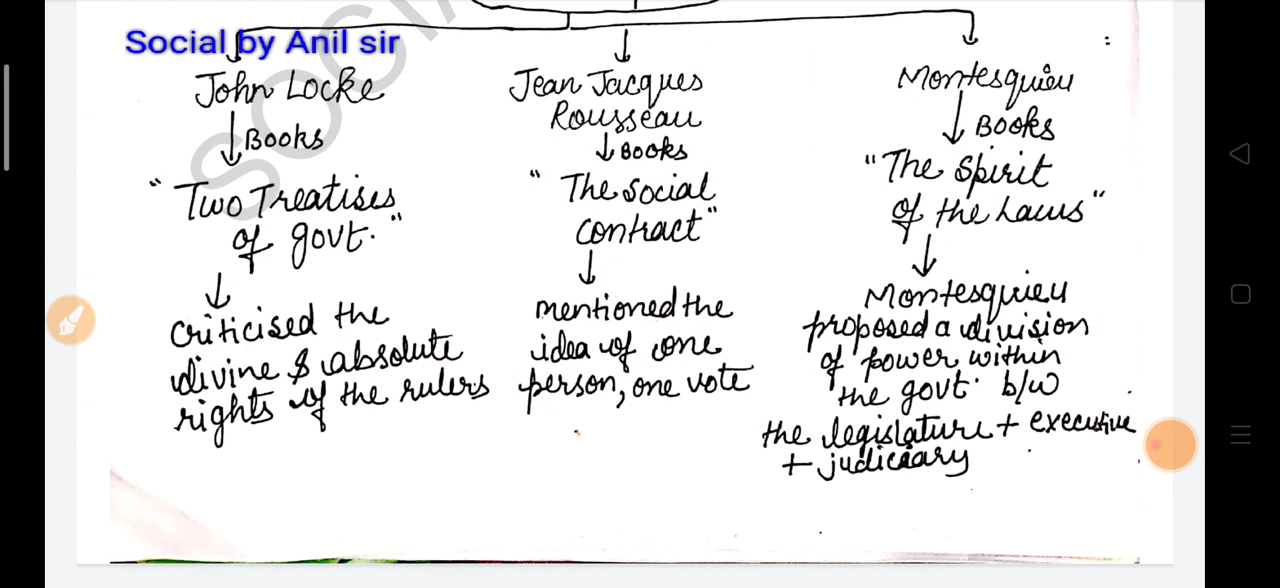 Social by Anil sir
John Locke
Books
"Two Treatises
of govt."
criticised the
divine & absolute
rights of the rulers
Jean Jacques
Rousseau
Books
"The social
contract"
mentioned the
idea of one
person, one vote
Montesquieu
Books
"The Spirit
of the Laws"
Montesquieu
proposed a division
of power within
the govt. b/w
the legislature + executive
+ judiciary